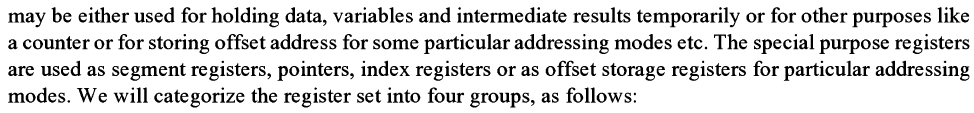 may be either used for holding data, variables and intermediate results temporarily or for other purposes like
a counter or for storing offset address for some particular addressing modes etc. The special purpose registers
are used as segment registers, pointers, index registers or as offset storage registers for particular addressing
modes. We will categorize the register set into four groups, as follows: